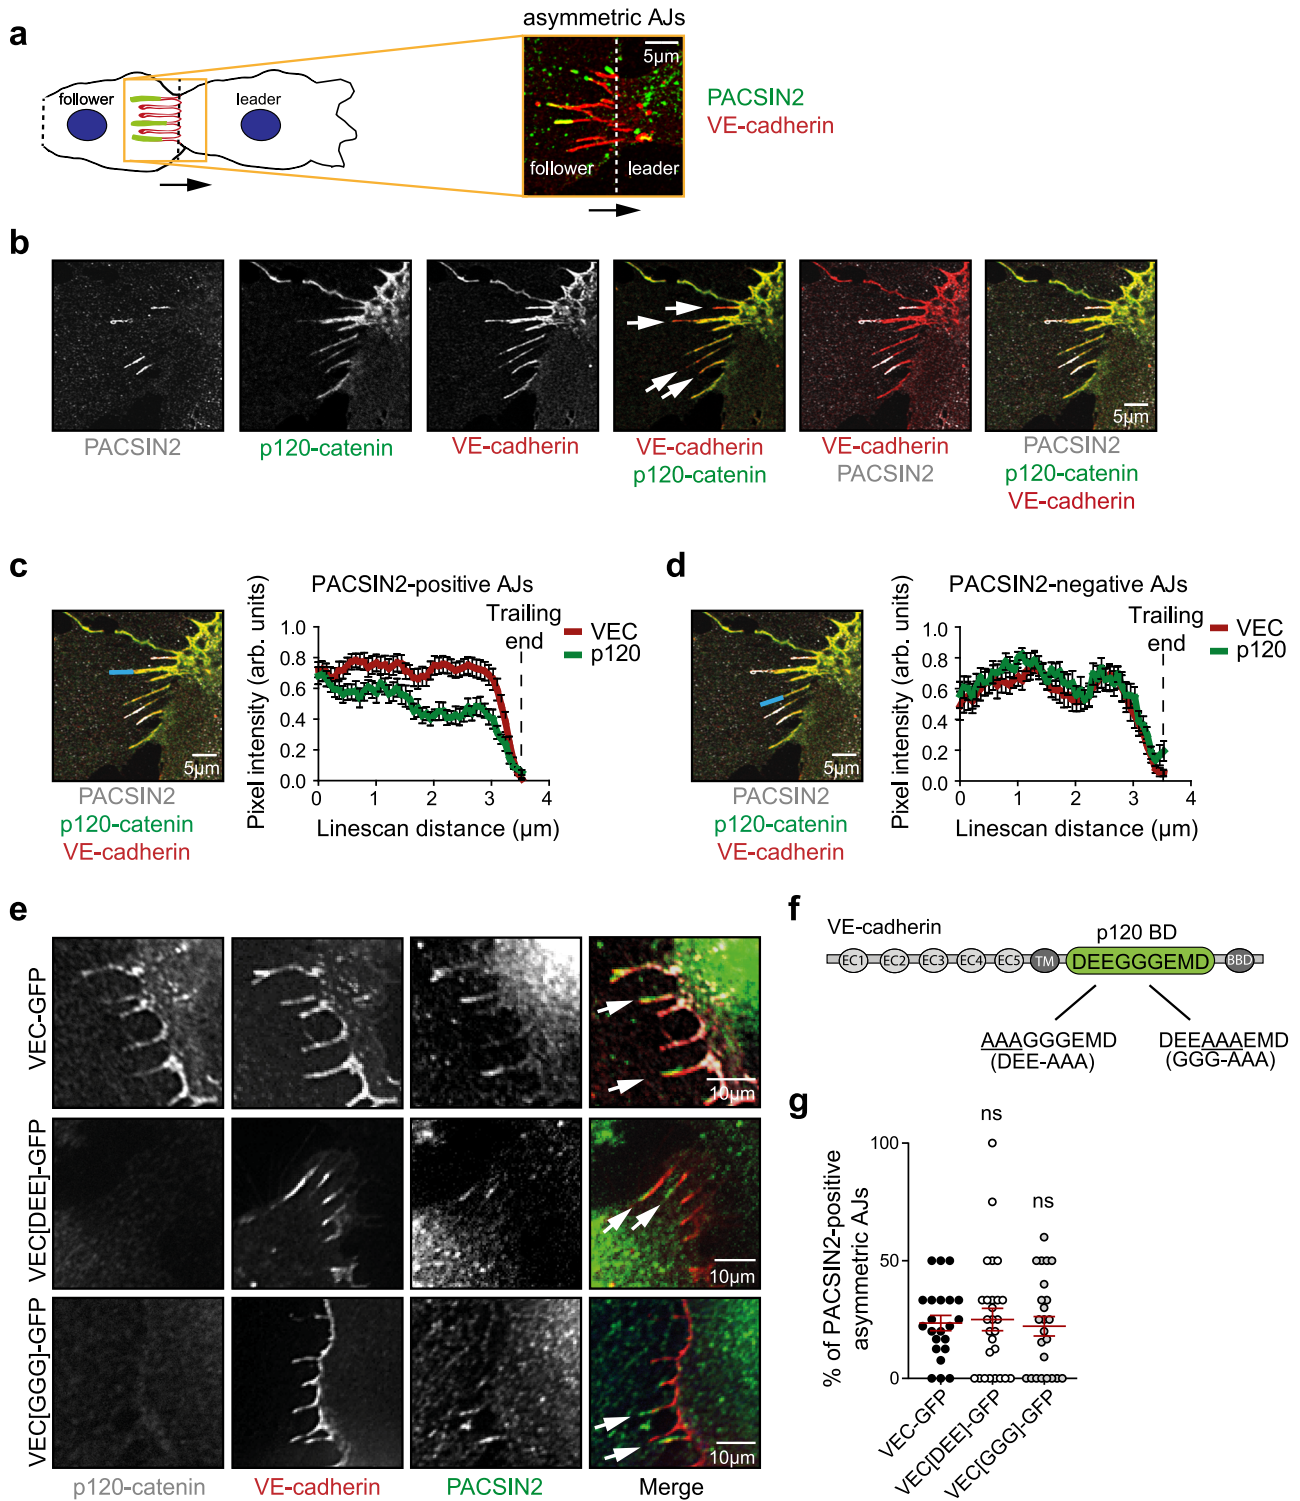 a
asymmetric AJs
5µm
follower
leader
follower
leader
PACSIN2
VE-cadherin
b
5µm
PACSIN2
p120-catenin
VE-cadherin
VE-cadherin
p120-catenin
VE-cadherin
PACSIN2
PACSIN2
p120-catenin
VE-cadherin
c
5µm
PACSIN2
p120-catenin
VE-cadherin
PACSIN2-positive AJs
Trailing
end
VEC
p120
Pixel intensity (arb. units)
1.0
0.8
0.6
0.4
0.2
0.0
0 1 2 3 4
Linescan distance (µm)
d
5µm
PACSIN2
p120-catenin
VE-cadherin
PACSIN2-negative AJs
Trailing
end
VEC
p120
Pixel intensity (arb. units)
1.0
0.8
0.6
0.4
0.2
0.0
0 1 2 3 4
Linescan distance (µm)
e
VEC-GFP
10µm
VEC[DEE]-GFP
10µm
VEC[GGG]-GFP
10µm
p120-catenin
VE-cadherin
PACSIN2
Merge
f
VE-cadherin
p120 BD
EC1 EC2 EC3 EC4 EC5 TM DEEGGGEMD BBD
AAAGGGEMD
(DEE-AAA)
DEEAAAEMD
(GGG-AAA)
g
ns
ns
% of PACSIN2-positive
asymmetric AJs
100
50
0
VEC-GFP
VEC[DEE]-GFP
VEC[GGG]-GFP